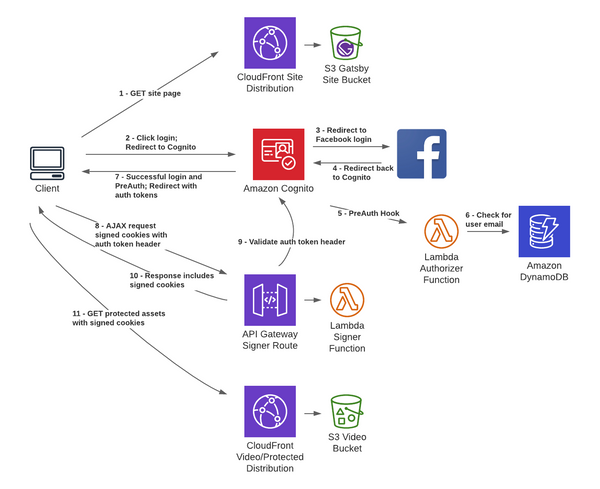 CloudFront Site
Distribution
S3 Gatsby
Site Bucket
1 - GET site page
2 - Click login;
Redirect to Cognito
3 - Redirect to
Facebook login
4 - Redirect back
to Cognito
Client
7 - Successful login and
PreAuth; Redirect with
auth tokens
Amazon Cognito
5 - PreAuth Hook
6 - Check for
user email
8 - AJAX request
signed cookies with
auth token header
9 - Validate auth token header
Lambda
Authorizer
Function
Amazon
DynamoDB
10 - Response includes
signed cookies
11 - GET protected assets
with signed cookies
API Gateway
Signer Route
Lambda
Signer
Function
CloudFront
Video/Protected
Distribution
S3 Video
Bucket